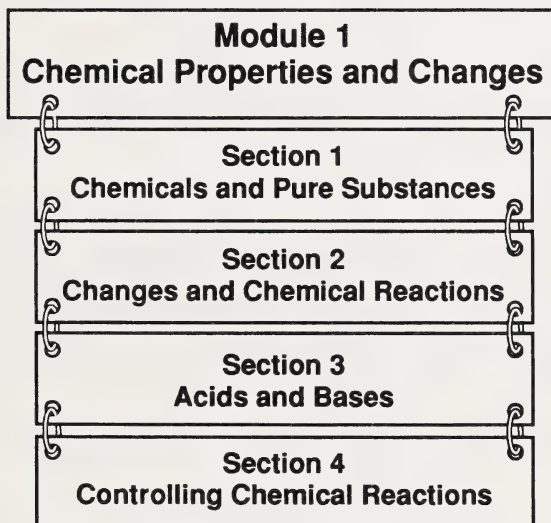 Module 1
Chemical Properties and Changes
Section 1
Chemicals and Pure Substances
Section 2
Changes and Chemical Reactions
Section 3
Acids and Bases
Section 4
Controlling Chemical Reactions